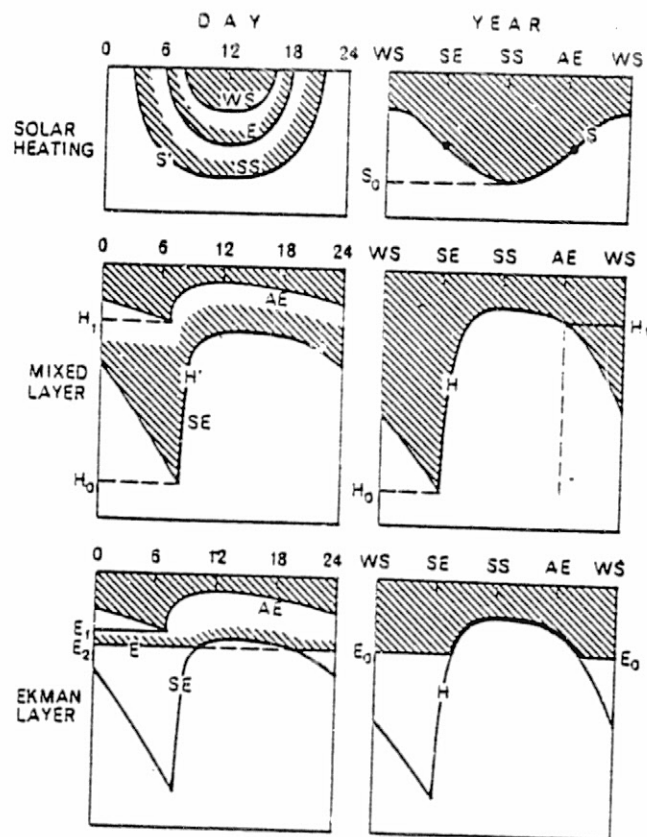 DAY YEAR
0 6 12 18 24 WS SE SS AE WS
SOLAR HEATING
WS
E
S' SS
S
S₀
0 6 12 18 24 WS SE SS AE WS
MIXED LAYER
AE
H₁
H'
SE
H₀
H
H₁
H₀
0 6 12 18 24 WS SE SS AE WS
EKMAN LAYER
AE
E₁
E₂
E
SE
E₀
H
E₀